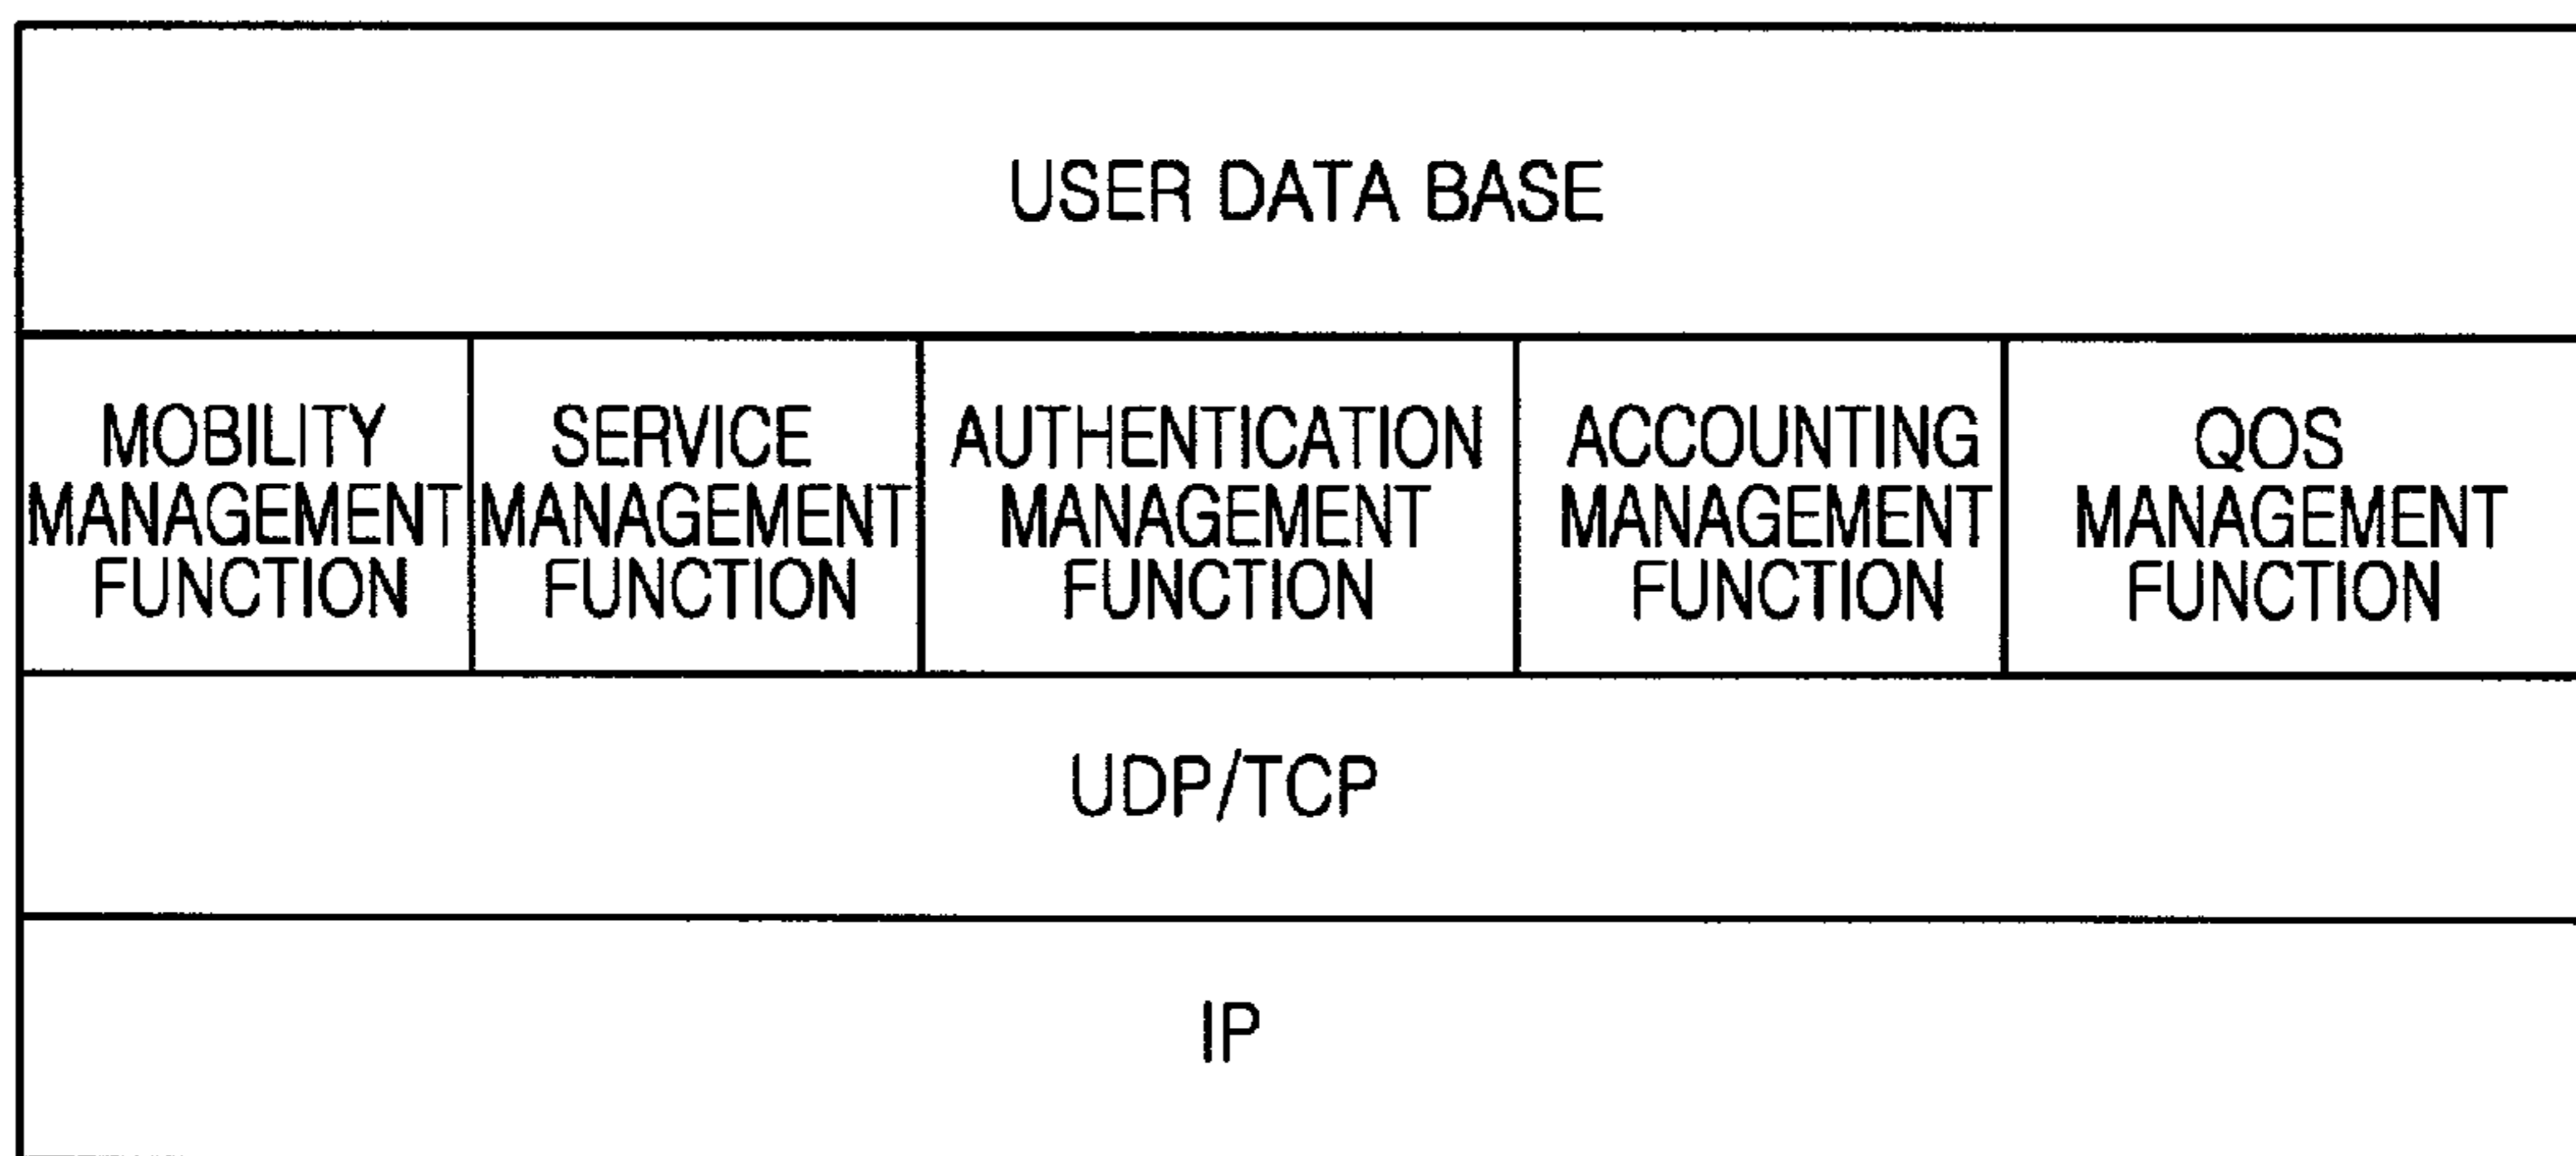 USER DATA BASE
MOBILITY
MANAGEMENT
FUNCTION
SERVICE
MANAGEMENT
FUNCTION
AUTHENTICATION
MANAGEMENT
FUNCTION
ACCOUNTING
MANAGEMENT
FUNCTION
QOS
MANAGEMENT
FUNCTION
UDP/TCP
IP